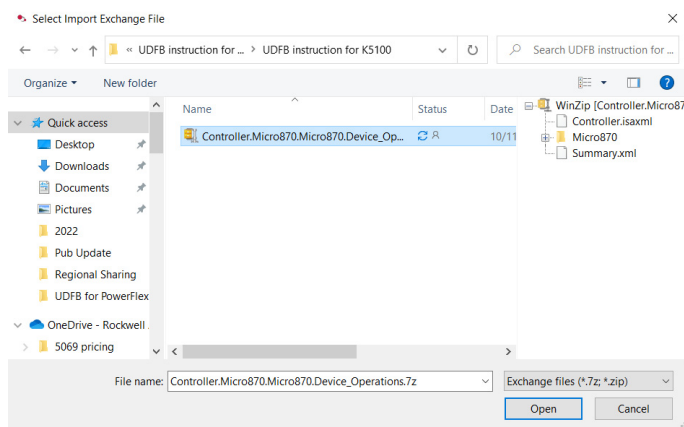 Select Import Exchange File
« UDFB instruction for ... > UDFB instruction for K5100
Search UDFB instruction for ...
Organize
New folder
Name
Status
Date
Quick access
Desktop
Downloads
Documents
Pictures
2022
Pub Update
Regional Sharing
UDFB for PowerFlex
OneDrive - Rockwell
5069 pricing
Controller.Micro870.Micro870.Device_Op...
10/11
WinZip [Controller.Micro87
Controller.isaxml
Micro870
Summary.xml
File name:
Controller.Micro870.Micro870.Device_Operations.7z
Exchange files (*.7z; *.zip)
Open
Cancel